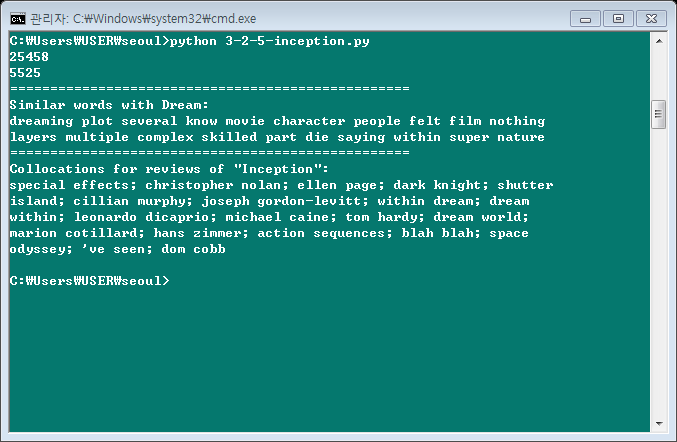 관리자: C:₩Windows₩system32₩cmd.exe
C:₩Users₩USER₩seoul>python 3-2-5-inception.py
25458
5525
==================================================
Similar words with Dream:
dreaming plot several know movie character people felt film nothing
layers multiple complex skilled part die saying within super nature
==================================================
Collocations for reviews of "Inception":
special effects; christopher nolan; ellen page; dark knight; shutter
island; cillian murphy; joseph gordon-levitt; within dream; dream
within; leonardo dicaprio; michael caine; tom hardy; dream world;
marion cotillard; hans zimmer; action sequences; blah blah; space
odyssey; 've seen; dom cobb
C:₩Users₩USER₩seoul>